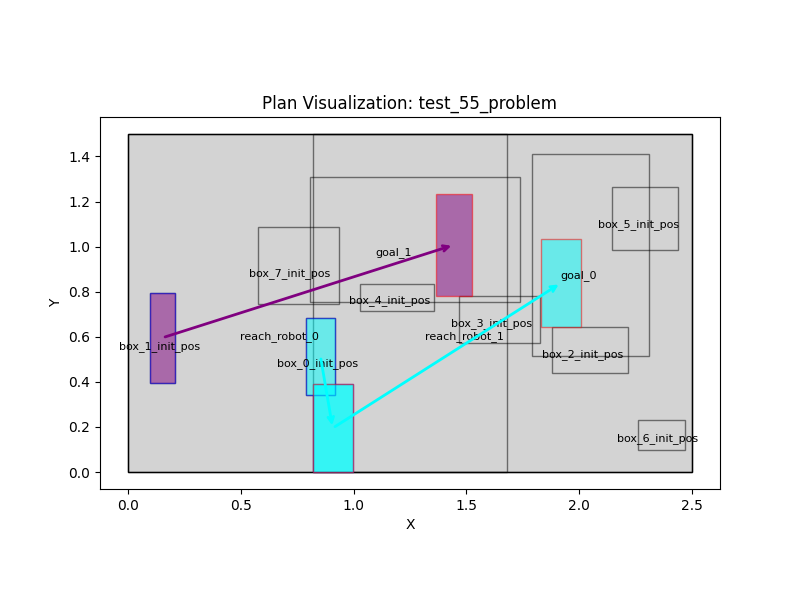 Plan Visualization: test_55_problem
Y
1.4
1.2
1.0
0.8
0.6
0.4
0.2
0.0
box_5_init_pos
goal_1
box_7_init_pos
goal_0
box_4_init_pos
box_3_init_pos
reach_robot_0
reach_robot_1
box_1_init_pos
box_2_init_pos
box_0_init_pos
box_6_init_pos
0.0
0.5
1.0
1.5
2.0
2.5
X